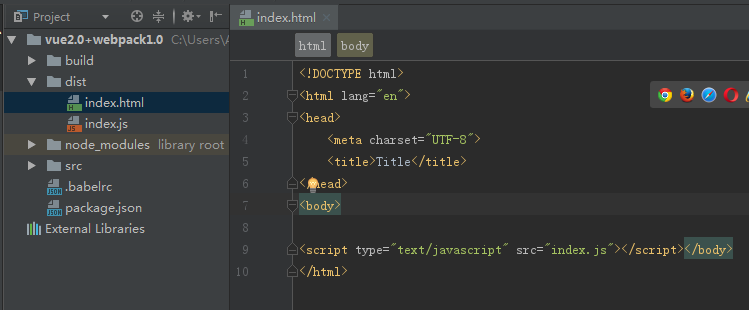 Project
index.html
vue2.0+webpack1.0 C:\Users\A
html body
build
dist
index.html
index.js
node_modules library root
src
.babelrc
package.json
External Libraries
1 <!DOCTYPE html>
2 <html lang="en">
3 <head>
4 <meta charset="UTF-8">
5 <title>Title</title>
6 </head>
7 <body>
8
9 <script type="text/javascript" src="index.js"></script></body>
10 </html>